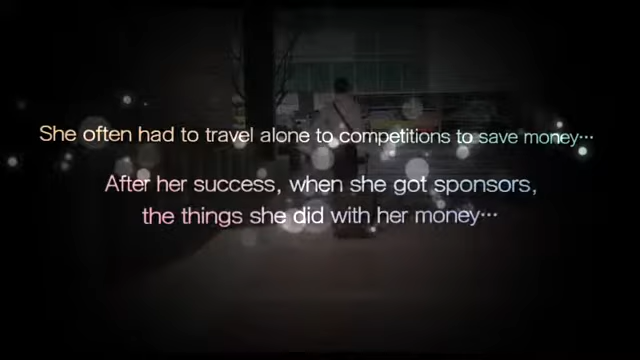 She often had to travel alone to competitions to save money…
After her success, when she got sponsors,
the things she did with her money…